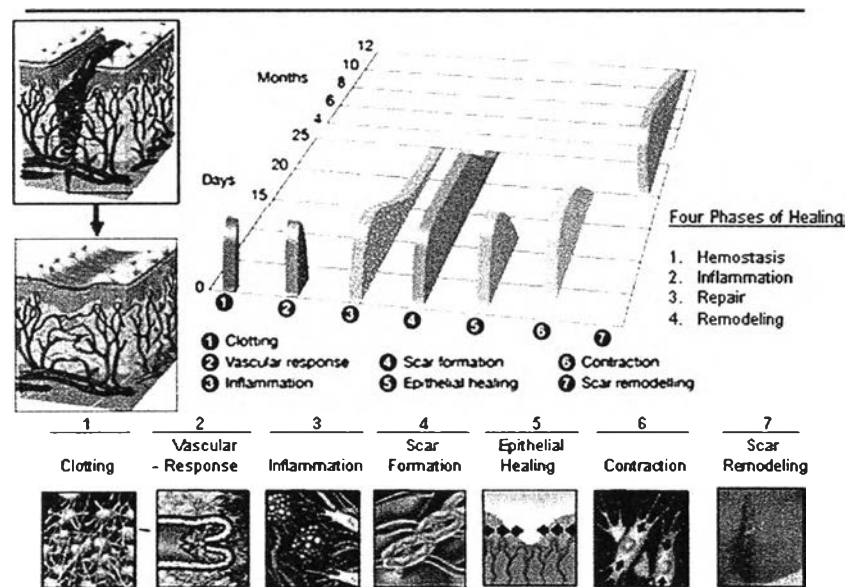 12
10
Months
8
6
4
25
20
Days
15
0
1
2
3
4
5
6
7
Four Phases of Healing:
1. Hemostasis
2. Inflammation
3. Repair
4. Remodeling
1 Clotting
2 Vascular response
3 Inflammation
4 Scar formation
5 Epithelial healing
6 Contraction
7 Scar remodelling
1
Clotting
2
Vascular
- Response
3
Inflammation
4
Scar
Formation
5
Epithelial
Healing
6
Contraction
7
Scar
Remodeling